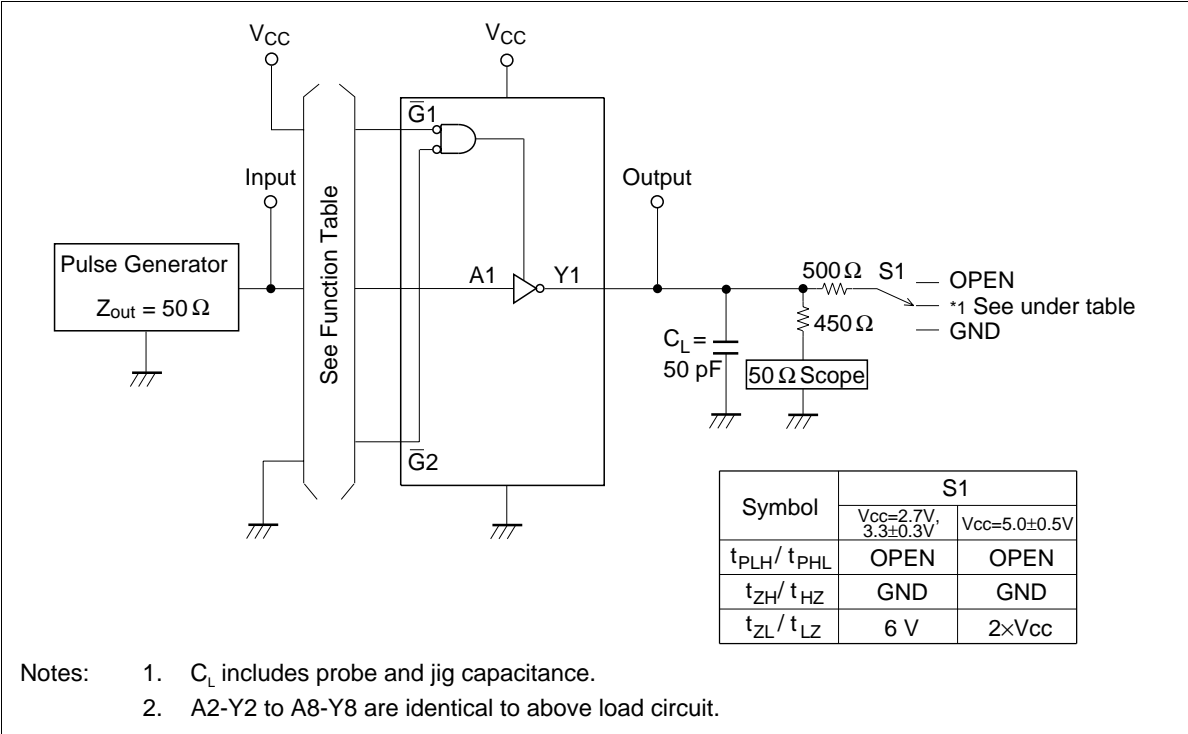 VCC
VCC
G̅1
Input
Output
See Function Table
Pulse Generator
Zout = 50 Ω
A1
Y1
500 Ω
S1
OPEN
*1 See under table
GND
450 Ω
CL =
50 pF
50 Ω Scope
G̅2
Symbol
S1
Vcc=2.7V,
3.3±0.3V
Vcc=5.0±0.5V
tPLH / tPHL
OPEN
OPEN
tZH / tHZ
GND
GND
tZL / tLZ
6 V
2×Vcc
Notes: 1. CL includes probe and jig capacitance.
2. A2-Y2 to A8-Y8 are identical to above load circuit.